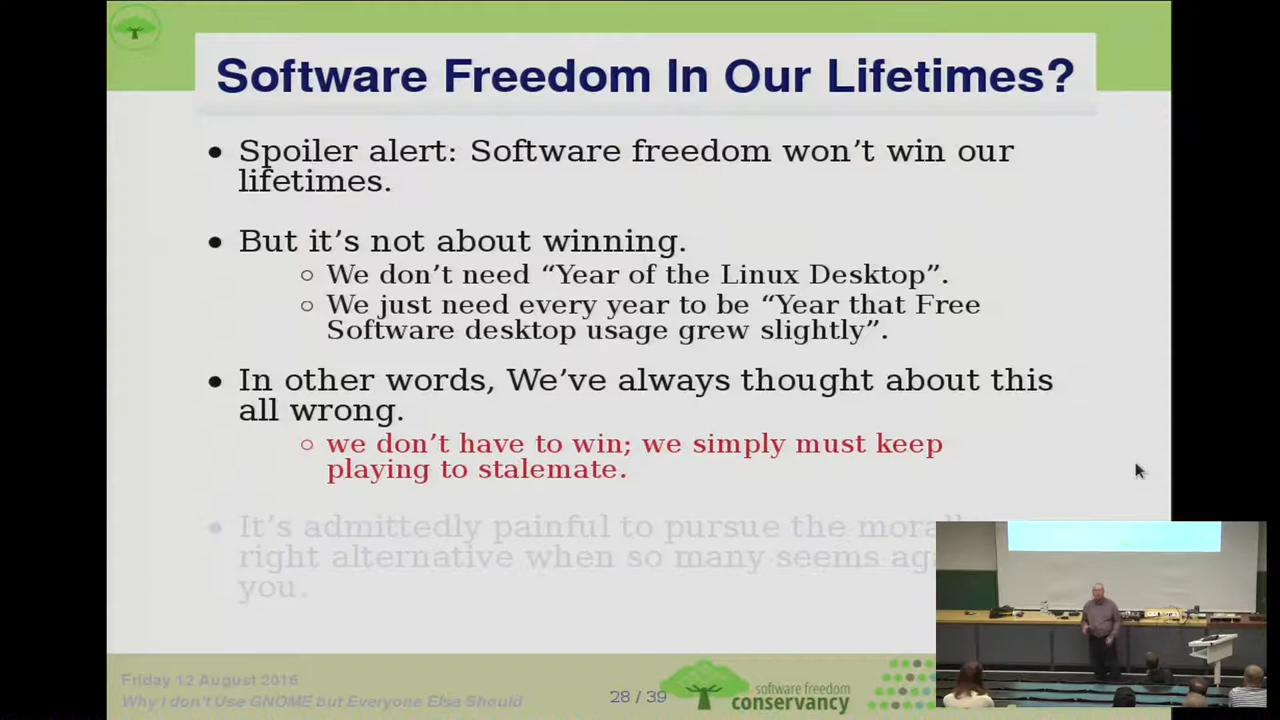 Software Freedom In Our Lifetimes?
• Spoiler alert: Software freedom won’t win our
lifetimes.
• But it’s not about winning.
○ We don’t need “Year of the Linux Desktop”.
○ We just need every year to be “Year that Free
Software desktop usage grew slightly”.
• In other words, We’ve always thought about this
all wrong.
○ we don’t have to win; we simply must keep
playing to stalemate.
• It’s admittedly painful to pursue the
right alternative when so many seems
you.
Friday 12 August 2016
Why I don’t Use GNOME but Everyone Else Should
28 / 39
software freedom
conservancy